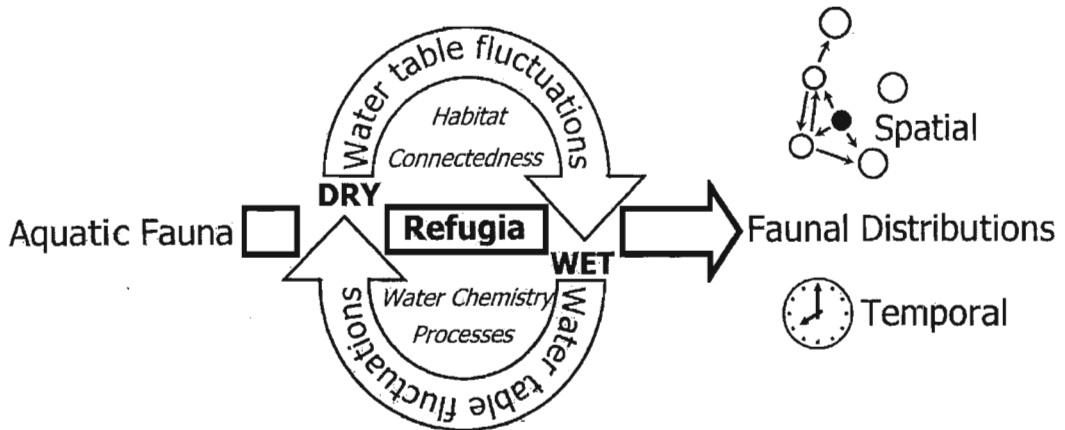 Water table fluctuations
Habitat
Connectedness
Spatial
DRY
Aquatic Fauna
Refugia
Faunal Distributions
WET
Water Chemistry
Processes
Temporal
Water table fluctuations